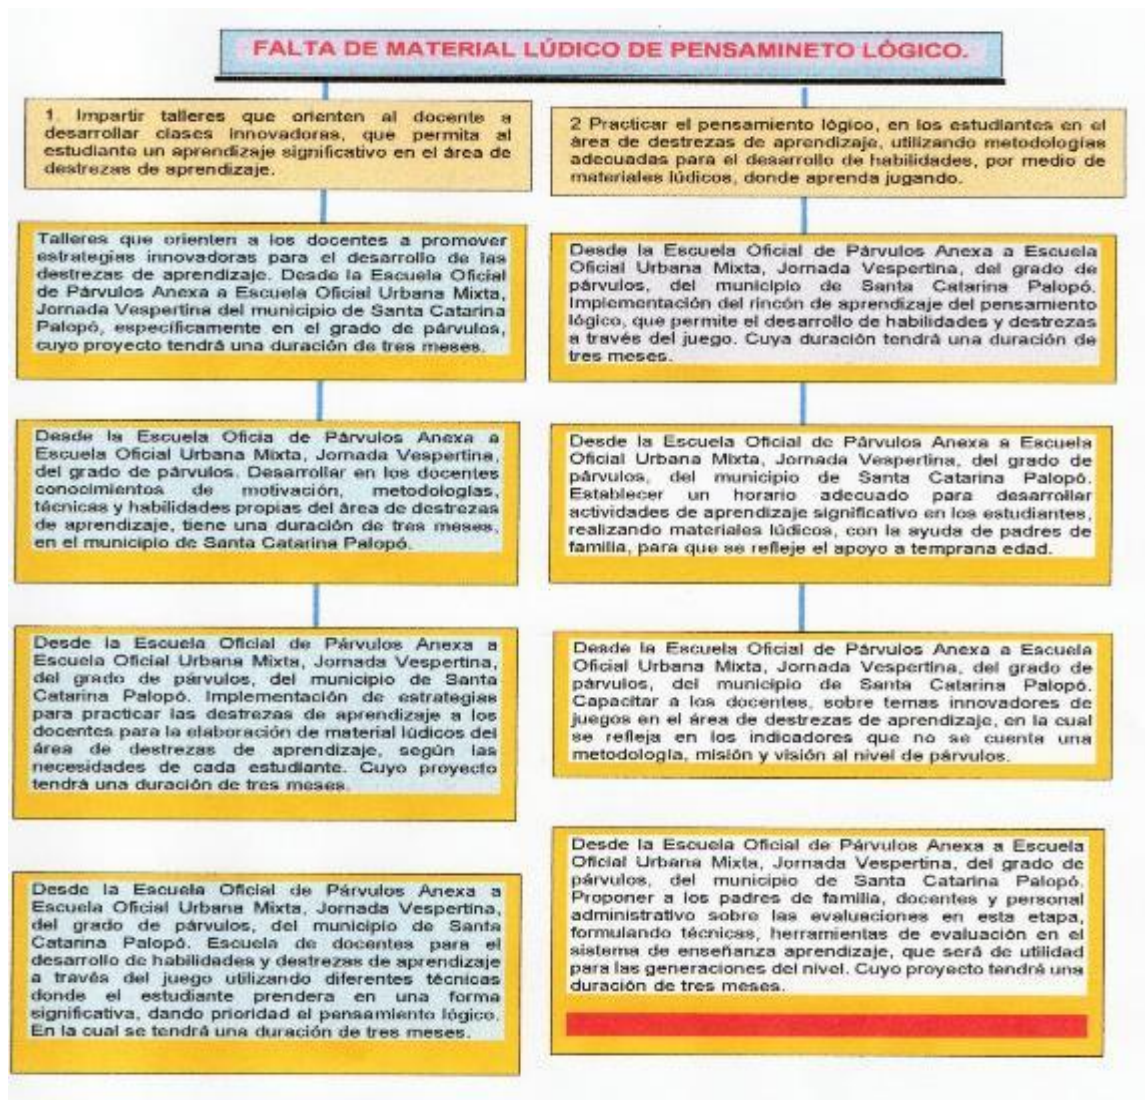 FALTA DE MATERIAL LÚDICO DE PENSAMINETO LÓGICO.
1. Impartir talleres que orienten al docente a
desarrollar clases innovadoras, que permita al
estudiante un aprendizaje significativo en el área de
destrezas de aprendizaje.
Talleres que orienten a los docentes a promover
estrategias innovadoras para el desarrollo de las
destrezas de aprendizaje. Desde la Escuela Oficial
de Párvulos Anexa a Escuela Oficial Urbana Mixta,
Jornada Vespertina del municipio de Santa Catarina
Palopó, específicamente en el grado de párvulos,
cuyo proyecto tendrá una duración de tres meses.
Desde la Escuela Oficia de Párvulos Anexa a
Escuela Oficial Urbana Mixta, Jornada Vespertina,
del grado de párvulos. Desarrollar en los docentes
conocimientos de motivación, metodologías,
técnicas y habilidades propias del área de destrezas
de aprendizaje, tiene una duración de tres meses,
en el municipio de Santa Catarina Palopó.
Desde la Escuela Oficial de Párvulos Anexa a
Escuela Oficial Urbana Mixta, Jornada Vespertina,
del grado de párvulos, del municipio de Santa
Catarina Palopó. Implementación de estrategias
para practicar las destrezas de aprendizaje a los
docentes para la elaboración de material lúdicos del
área de destrezas de aprendizaje, según las
necesidades de cada estudiante. Cuyo proyecto
tendrá una duración de tres meses.
Desde la Escuela Oficial de Párvulos Anexa a
Escuela Oficial Urbana Mixta, Jornada Vespertina,
del grado de párvulos, del municipio de Santa
Catarina Palopó. Escuela de docentes para el
desarrollo de habilidades y destrezas de aprendizaje
a través del juego utilizando diferentes técnicas
donde el estudiante prendera en una forma
significativa, dando prioridad el pensamiento lógico.
En la cual se tendrá una duración de tres meses.
2 Practicar el pensamiento lógico, en los estudiantes en el
área de destrezas de aprendizaje, utilizando metodologías
adecuadas para el desarrollo de habilidades, por medio de
materiales lúdicos, donde aprenda jugando.
Desde la Escuela Oficial de Párvulos Anexa a Escuela
Oficial Urbana Mixta, Jornada Vespertina, del grado de
párvulos, del municipio de Santa Catarina Palopó.
Implementación del rincón de aprendizaje del pensamiento
lógico, que permite el desarrollo de habilidades y destrezas
a través del juego. Cuya duración tendrá una duración de
tres meses.
Desde la Escuela Oficial de Párvulos Anexa a Escuela
Oficial Urbana Mixta, Jornada Vespertina, del grado de
párvulos, del municipio de Santa Catarina Palopó.
Establecer un horario adecuado para desarrollar
actividades de aprendizaje significativo en los estudiantes,
realizando materiales lúdicos, con la ayuda de padres de
familia, para que se refleje el apoyo a temprana edad.
Desde la Escuela Oficial de Párvulos Anexa a Escuela
Oficial Urbana Mixta, Jornada Vespertina, del grado de
párvulos, del municipio de Santa Catarina Palopó.
Capacitar a los docentes, sobre temas innovadores de
juegos en el área de destrezas de aprendizaje, en la cual
se refleja en los indicadores que no se cuenta una
metodología, misión y visión al nivel de párvulos.
Desde la Escuela Oficial de Párvulos Anexa a Escuela
Oficial Urbana Mixta, Jornada Vespertina, del grado de
párvulos, del municipio de Santa Catarina Palopó.
Proponer a los padres de familia, docentes y personal
administrativo sobre las evaluaciones en esta etapa,
formulando técnicas, herramientas de evaluación en el
sistema de enseñanza aprendizaje, que será de utilidad
para las generaciones del nivel. Cuyo proyecto tendrá una
duración de tres meses.